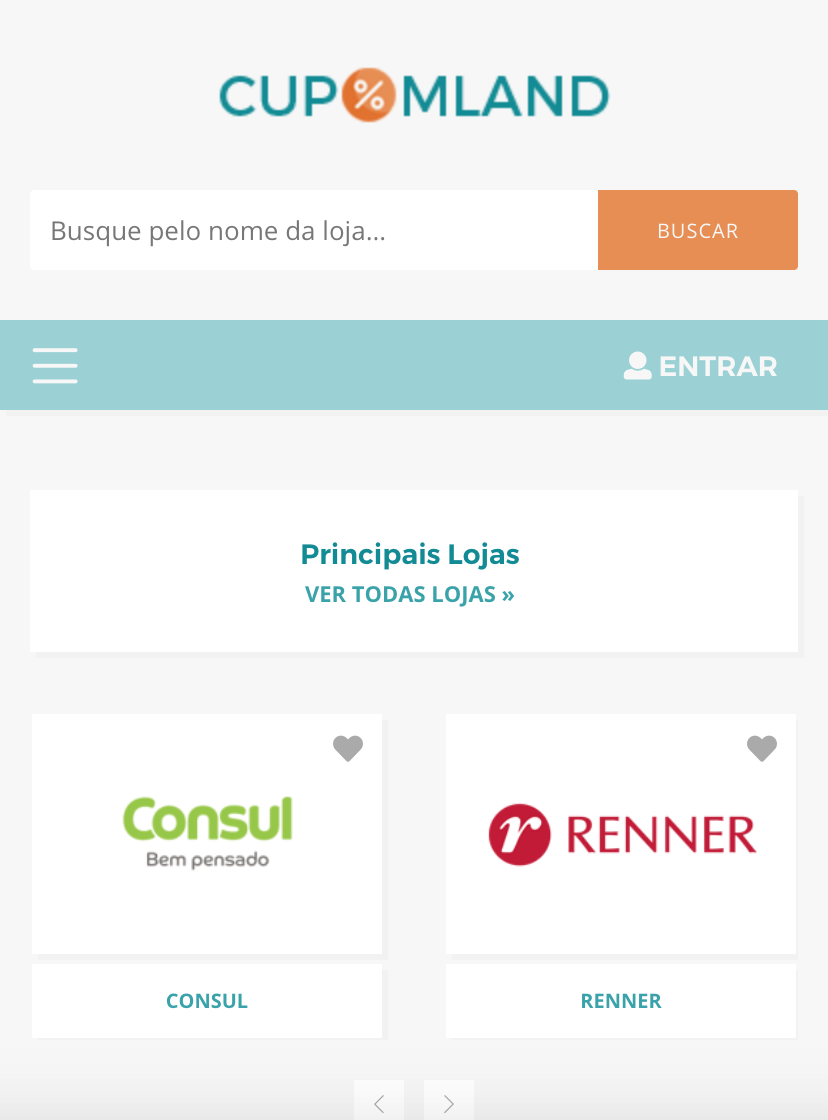 CUP%MLAND
Busque pelo nome da loja...
BUSCAR
ENTRAR
Principais Lojas
VER TODAS LOJAS »
Consul
Bem pensado
r RENNER
CONSUL
RENNER